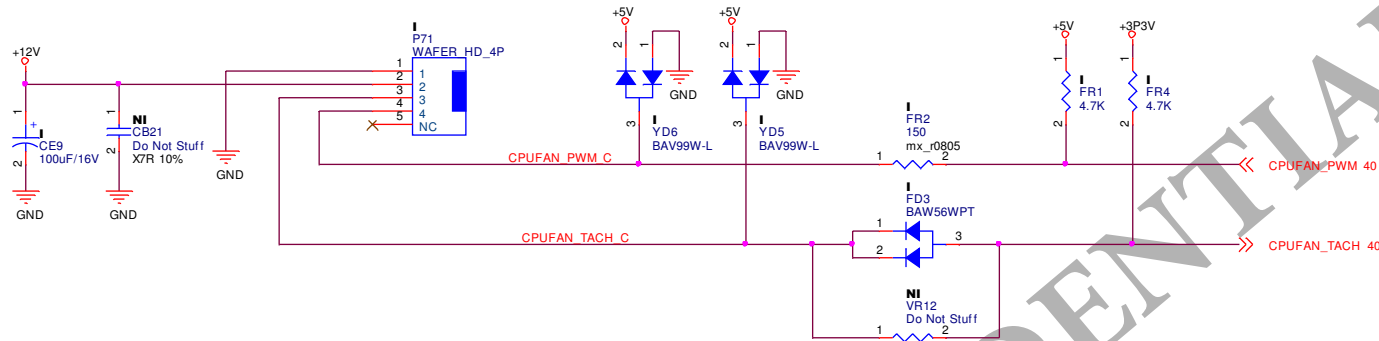 +12V
1
+
I
CE9
100uF/16V
2
GND
1
NI
CB21
Do Not Stuff
X7R 10%
2
GND
GND
I
P71
WAFER_HD_4P
1 1
2 2
3 3
4 4
5 NC
+5V
2 1
GND
3
I
YD6
BAV99W-L
+5V
2 1
GND
3
I
YD5
BAV99W-L
I
FR2
150
mx_r0805
1 2
+5V
1
I
FR1
4.7K
2
+3P3V
1
I
FR4
4.7K
2
CPUFAN_PWM_C
CPUFAN_PWM 40
I
FD3
BAW56WPT
1
2
3
CPUFAN_TACH_C
CPUFAN_TACH 40
NI
VR12
Do Not Stuff
1 2